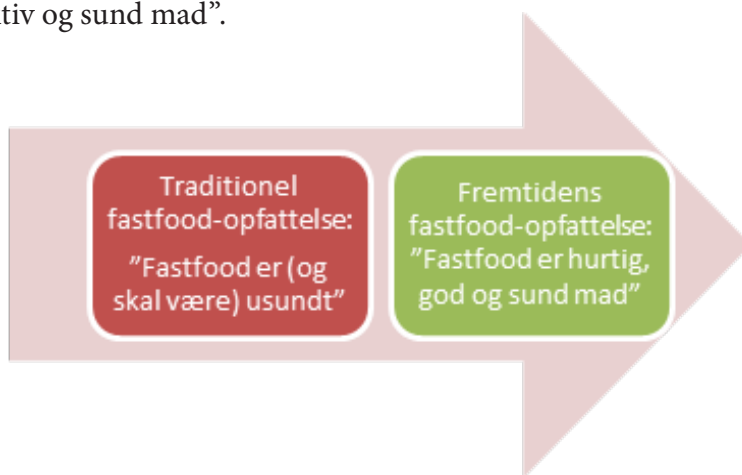 tiv og sund mad”.
Traditionel
fastfood-opfattelse:
”Fastfood er (og
skal være) usundt”
Fremtidens
fastfood-opfattelse:
”Fastfood er hurtig,
god og sund mad”